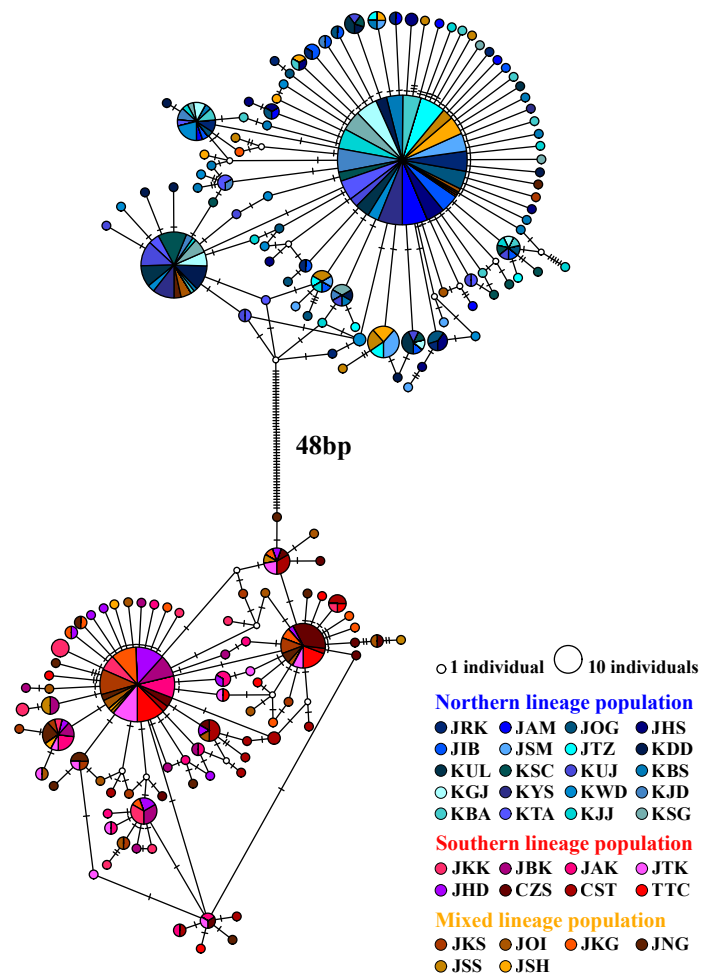 48bp
1 individual 10 individuals
Northern lineage population
JRK JAM JOG JHS
JIB JSM JTZ KDD
KUL KSC KUJ KBS
KGJ KYS KWD KJD
KBA KTA KJJ KSG
Southern lineage population
JKK JBK JAK JTK
JHD CZS CST TTC
Mixed lineage population
JKS JOI JKG JNG
JSS JSH